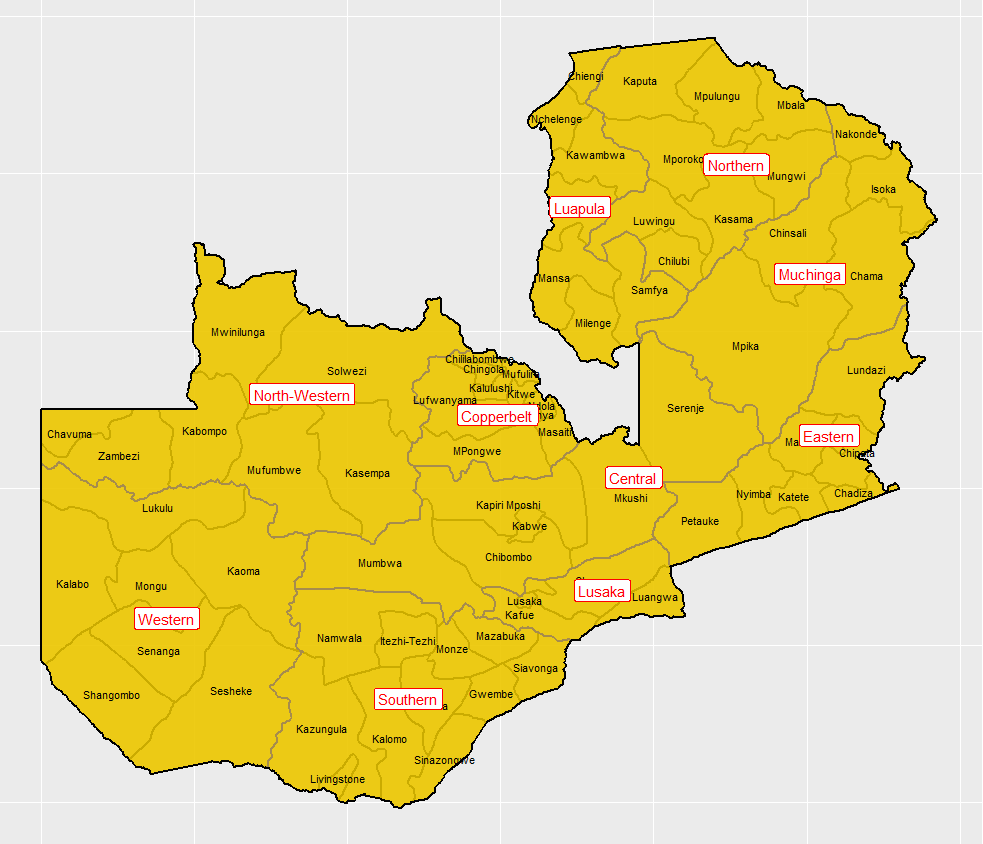 Chiengi
Kaputa
Mpulungu
Mbala
Nchelenge
Nakonde
Kawambwa
Northern
Mungwi
Isoka
Luapula
Luwingu
Kasama
Chinsali
Chilubi
Muchinga
Chama
Mansa
Samfya
Milenge
Mwinilunga
Mpika
Solwezi
Chililabombwe
Chingola
Mufulira
Lundazi
Kalulushi
Kitwe
North-Western
Lufwanyama
Copperbelt
Serenje
Chavuma
Kabompo
Masaiti
Eastern
Zambezi
MPongwe
Chipata
Mufumbwe
Kasempa
Central
Mkushi
Nyimba
Katete
Chadiza
Lukulu
Kapiri Mposhi
Kabwe
Petauke
Chibombo
Mumbwa
Kaoma
Kalabo
Mongu
Lusaka
Luangwa
Lusaka
Kafue
Western
Namwala
Itezhi-Tezhi
Mazabuka
Monze
Senanga
Siavonga
Shangombo
Sesheke
Gwembe
Southern
Kazungula
Kalomo
Sinazongwe
Livingstone